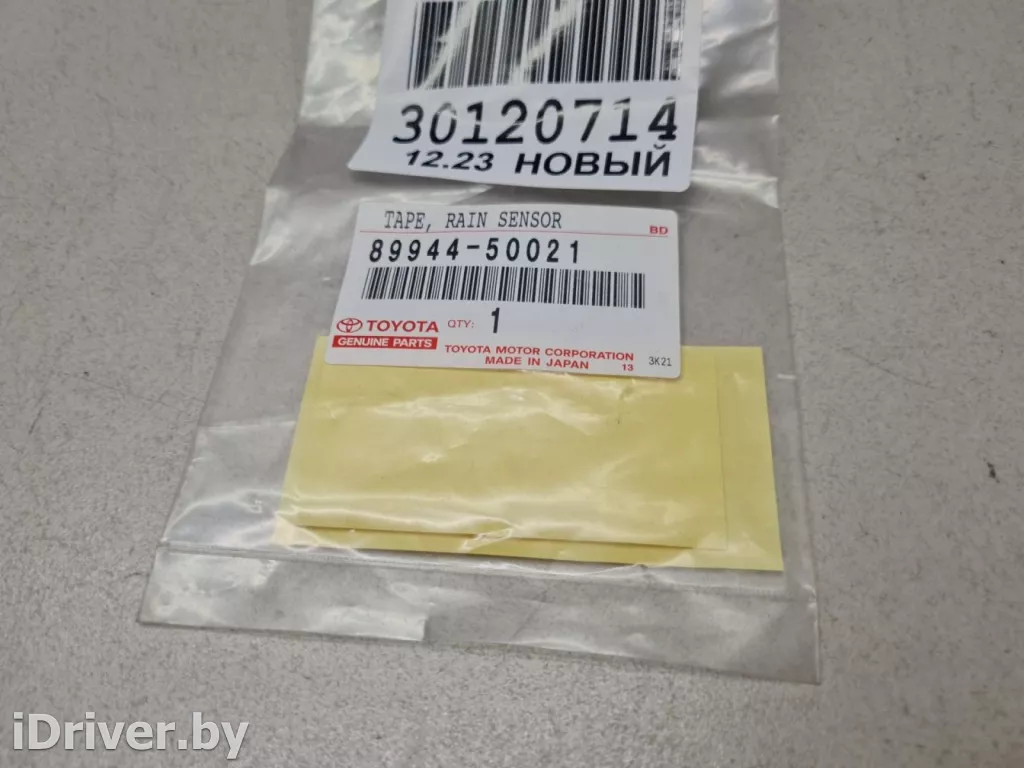 30120714
12.23 НОВЫЙ
TAPE, RAIN SENSOR
BD
89944-50021
TOYOTA QTY: 1
GENUINE PARTS
TOYOTA MOTOR CORPORATION
MADE IN JAPAN 13 3K21
iDriver.by